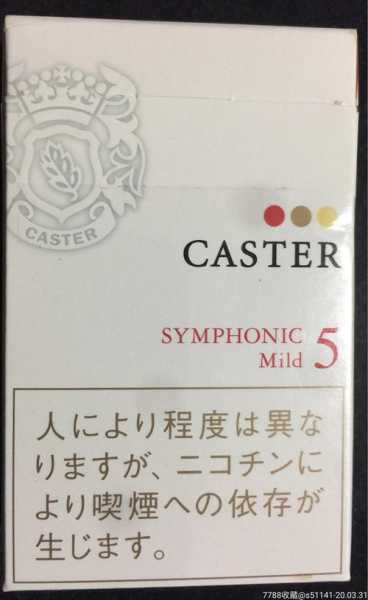 CASTER
CASTER
SYMPHONIC
Mild 5
人により程度は異な
りますが、ニコチンに
より喫煙への依存が
生じます。
7788收藏@s51141-20.03.31